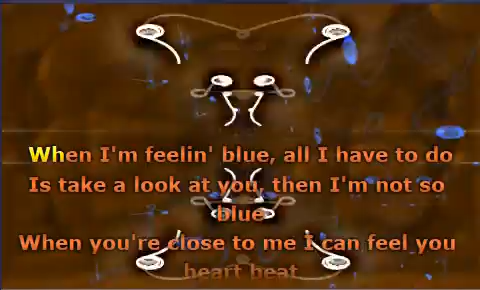 When I'm feelin' blue, all I have to do
Is take a look at you, then I'm not so
blue
When you're close to me I can feel you
heart beat